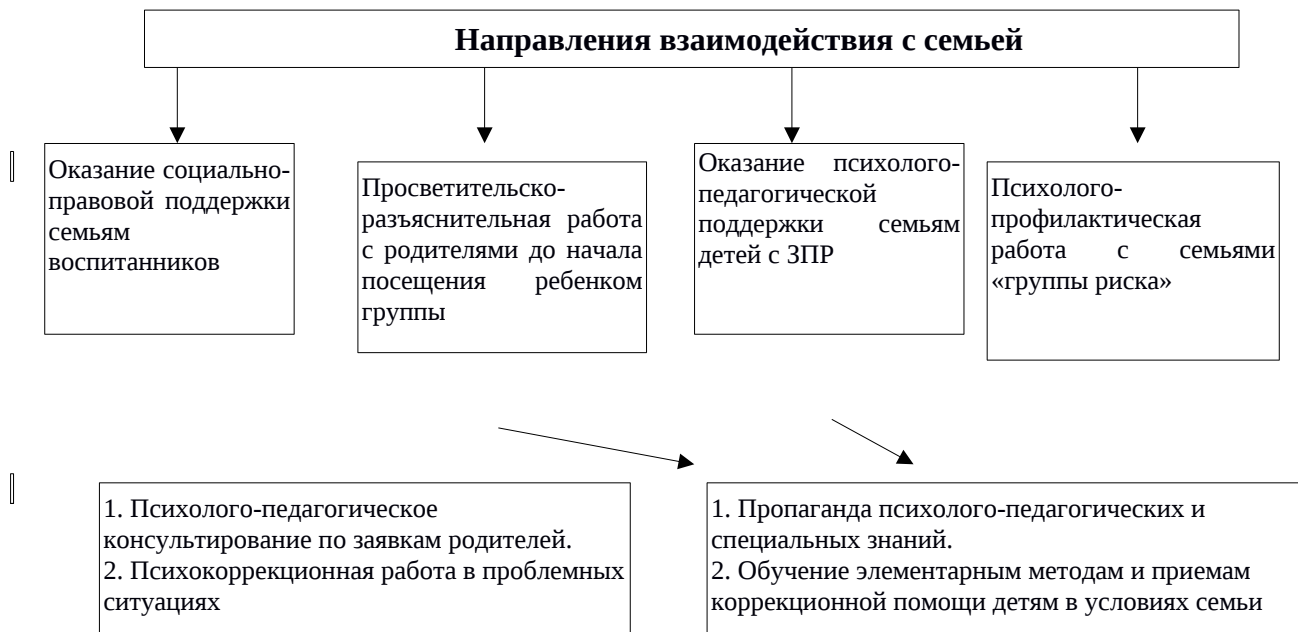 Направления взаимодействия с семьей
Оказание социально-
правовой поддержки
семьям
воспитанников
Просветительско-
разъяснительная работа
с родителями до начала
посещения ребенком
группы
Оказание психолого-
педагогической
поддержки семьям
детей с ЗПР
Психолого-
профилактическая
работа с семьями
«группы риска»
1. Психолого-педагогическое
консультирование по заявкам родителей.
2. Психокоррекционная работа в проблемных
ситуациях
1. Пропаганда психолого-педагогических и
специальных знаний.
2. Обучение элементарным методам и приемам
коррекционной помощи детям в условиях семьи